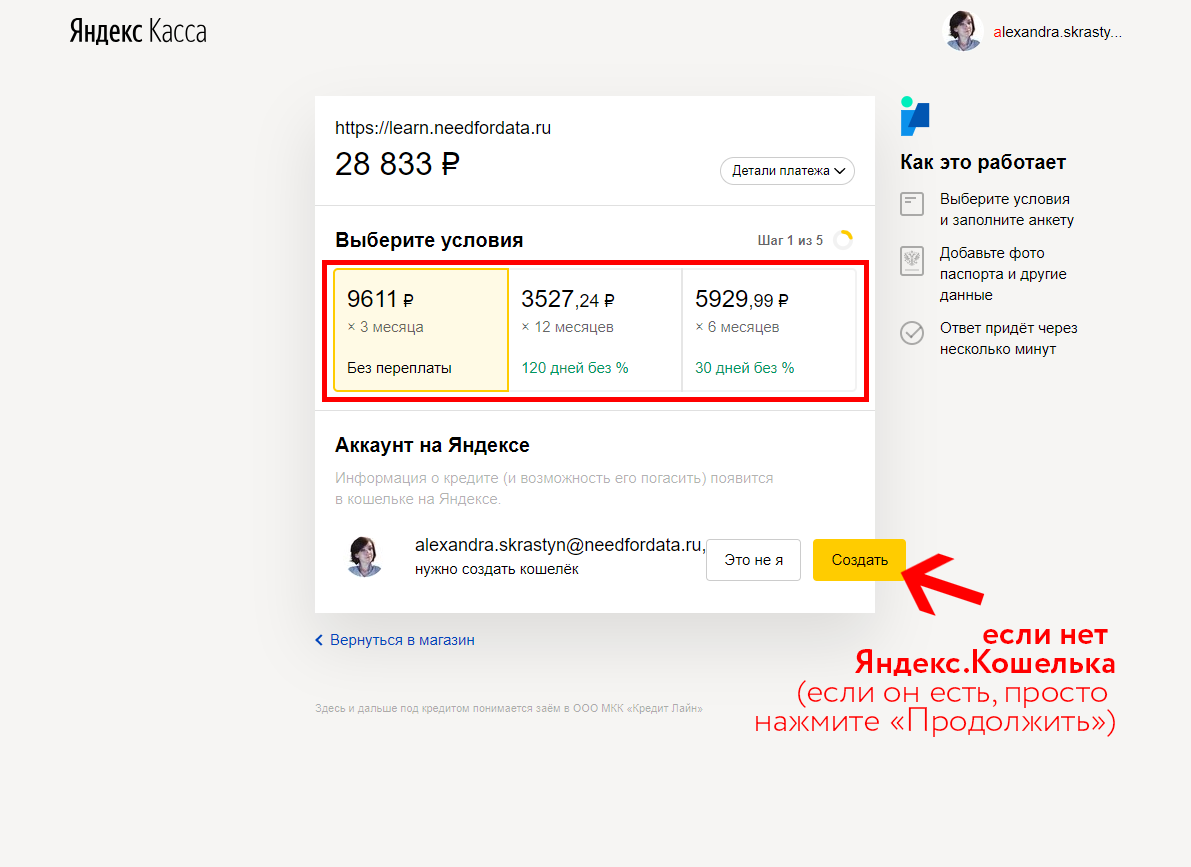 Яндекс Касса
alexandra.skrasty...
https://learn.needfordata.ru
28 833 ₽
Детали платежа
Выберите условия
Шаг 1 из 5
9611 ₽
× 3 месяца
Без переплаты
3527,24 ₽
× 12 месяцев
120 дней без %
5929,99 ₽
× 6 месяцев
30 дней без %
Аккаунт на Яндексе
Информация о кредите (и возможность его погасить) появится
в кошельке на Яндексе.
alexandra.skrastyn@needfordata.ru,
нужно создать кошелёк
Это не я
Создать
Вернуться в магазин
Здесь и дальше под кредитом понимается заём в ООО МКК «Кредит Лайн»
Как это работает
Выберите условия
и заполните анкету
Добавьте фото
паспорта и другие
данные
Ответ придёт через
несколько минут
если нет
Яндекс.Кошелька
(если он есть, просто
нажмите «Продолжить»)